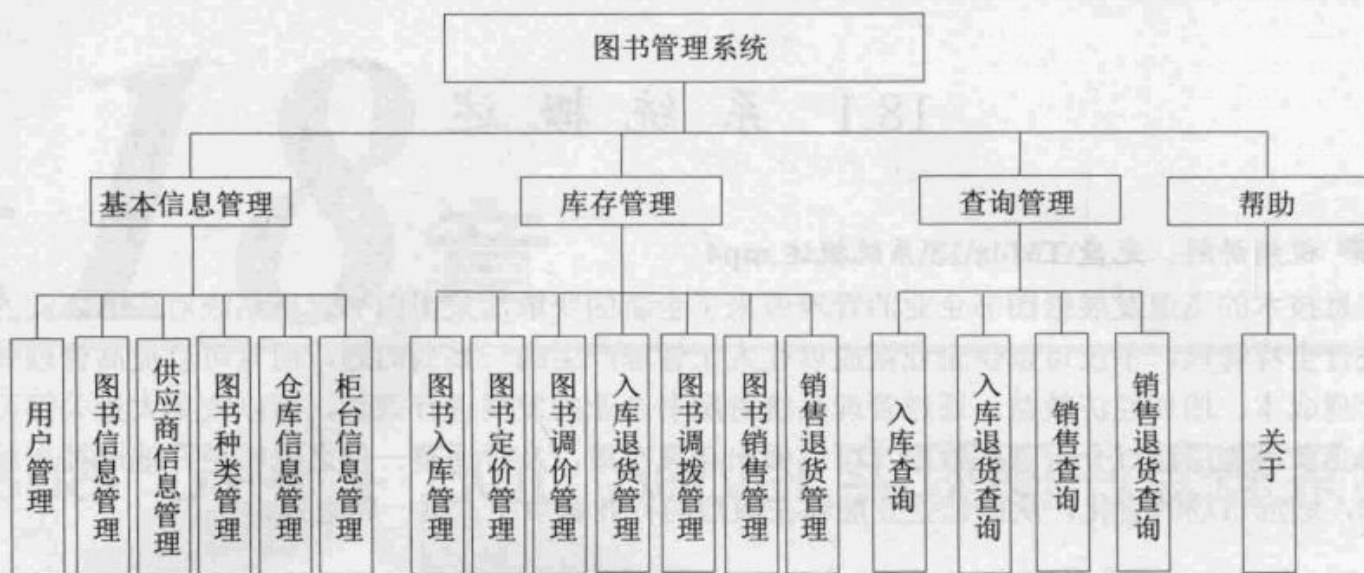 图书管理系统
基本信息管理
库存管理
查询管理
帮助
用户管理
图书信息管理
供应商信息管理
图书种类管理
仓库信息管理
柜台信息管理
图书入库管理
图书定价管理
图书调价管理
入库退货管理
图书调拨管理
图书销售管理
销售退货管理
入库查询
入库退货查询
销售查询
销售退货查询
关于